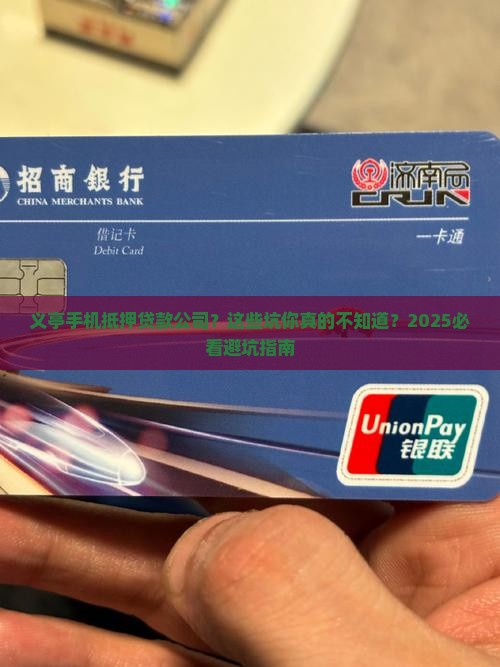 招商銀行
CHINA MERCHANTS BANK
济南局
CRJN
借记卡
Debit Card
一卡通
义亭手机抵押贷款公司？这些坑你真的不知道？2025必
看避坑指南
UnionPay
银联